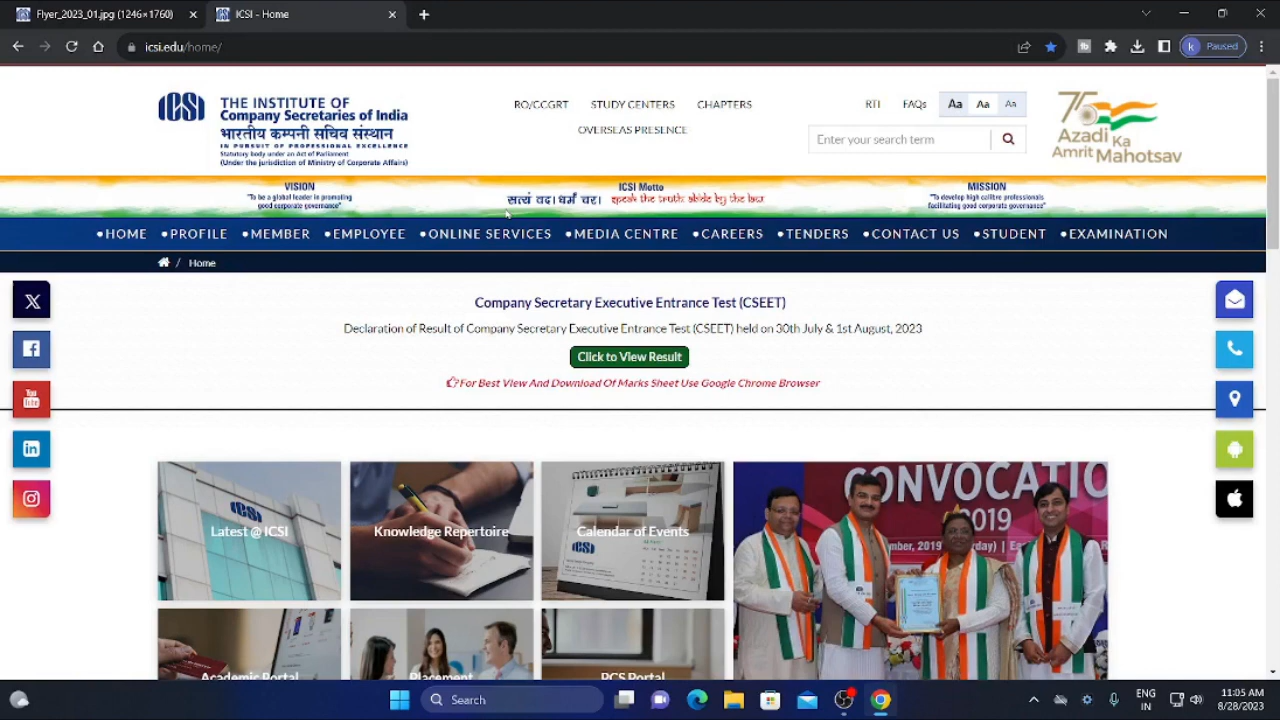 Flyer_2023_01.jpg (1246×1760)
ICSI - Home
icsi.edu/home/
k Paused
ICSI
THE INSTITUTE OF
Company Secretaries of India
भारतीय कम्पनी सचिव संस्थान
IN PURSUIT OF PROFESSIONAL EXCELLENCE
Statutory body under an Act of Parliament
(Under the jurisdiction of Ministry of Corporate Affairs)
RO/CCGRT STUDY CENTERS CHAPTERS
OVERSEAS PRESENCE
RTI FAQs Aa Aa Aa
Enter your search term
Azadi Ka
Amrit Mahotsav
VISION
"To be a global leader in promoting
good corporate governance"
ICSI Motto
सत्यं वद। धर्मं चर। speak the truth. abide by the law.
MISSION
"To develop high calibre professionals
facilitating good corporate governance"
•HOME •PROFILE •MEMBER •EMPLOYEE •ONLINE SERVICES •MEDIA CENTRE •CAREERS •TENDERS •CONTACT US •STUDENT •EXAMINATION
/ Home
Company Secretary Executive Entrance Test (CSEET)
Declaration of Result of Company Secretary Executive Entrance Test (CSEET) held on 30th July & 1st August, 2023
Click to View Result
For Best View And Download Of Marks Sheet Use Google Chrome Browser
You
Tube
in
ICSI
Latest @ ICSI
Knowledge Repertoire
Calendar of Events
ICSI
CONVOCATIO
2019
Academic Portal
Placement
PCS Portal
Search
ENG
IN
11:05 AM
8/28/2023